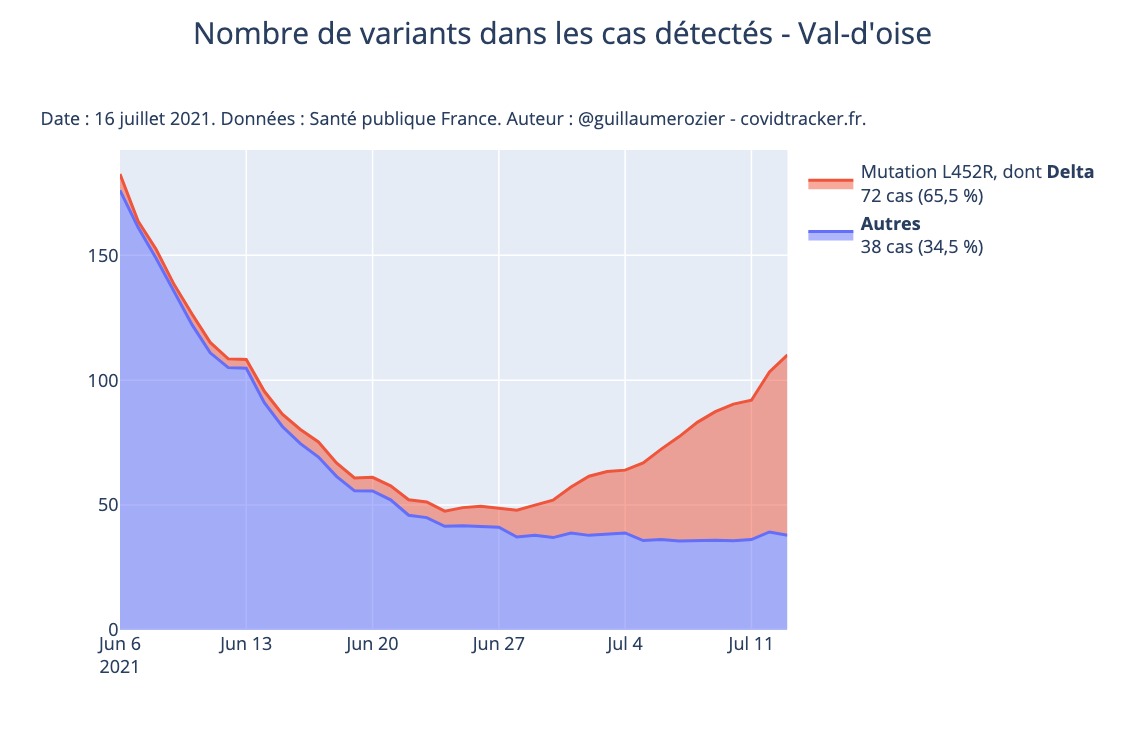 Nombre de variants dans les cas détectés - Val-d'oise
Date : 16 juillet 2021. Données : Santé publique France. Auteur : @guillaumerozier - covidtracker.fr.
Mutation L452R, dont Delta
72 cas (65,5 %)
Autres
38 cas (34,5 %)
150
100
50
0
Jun 6
2021
Jun 13
Jun 20
Jun 27
Jul 4
Jul 11